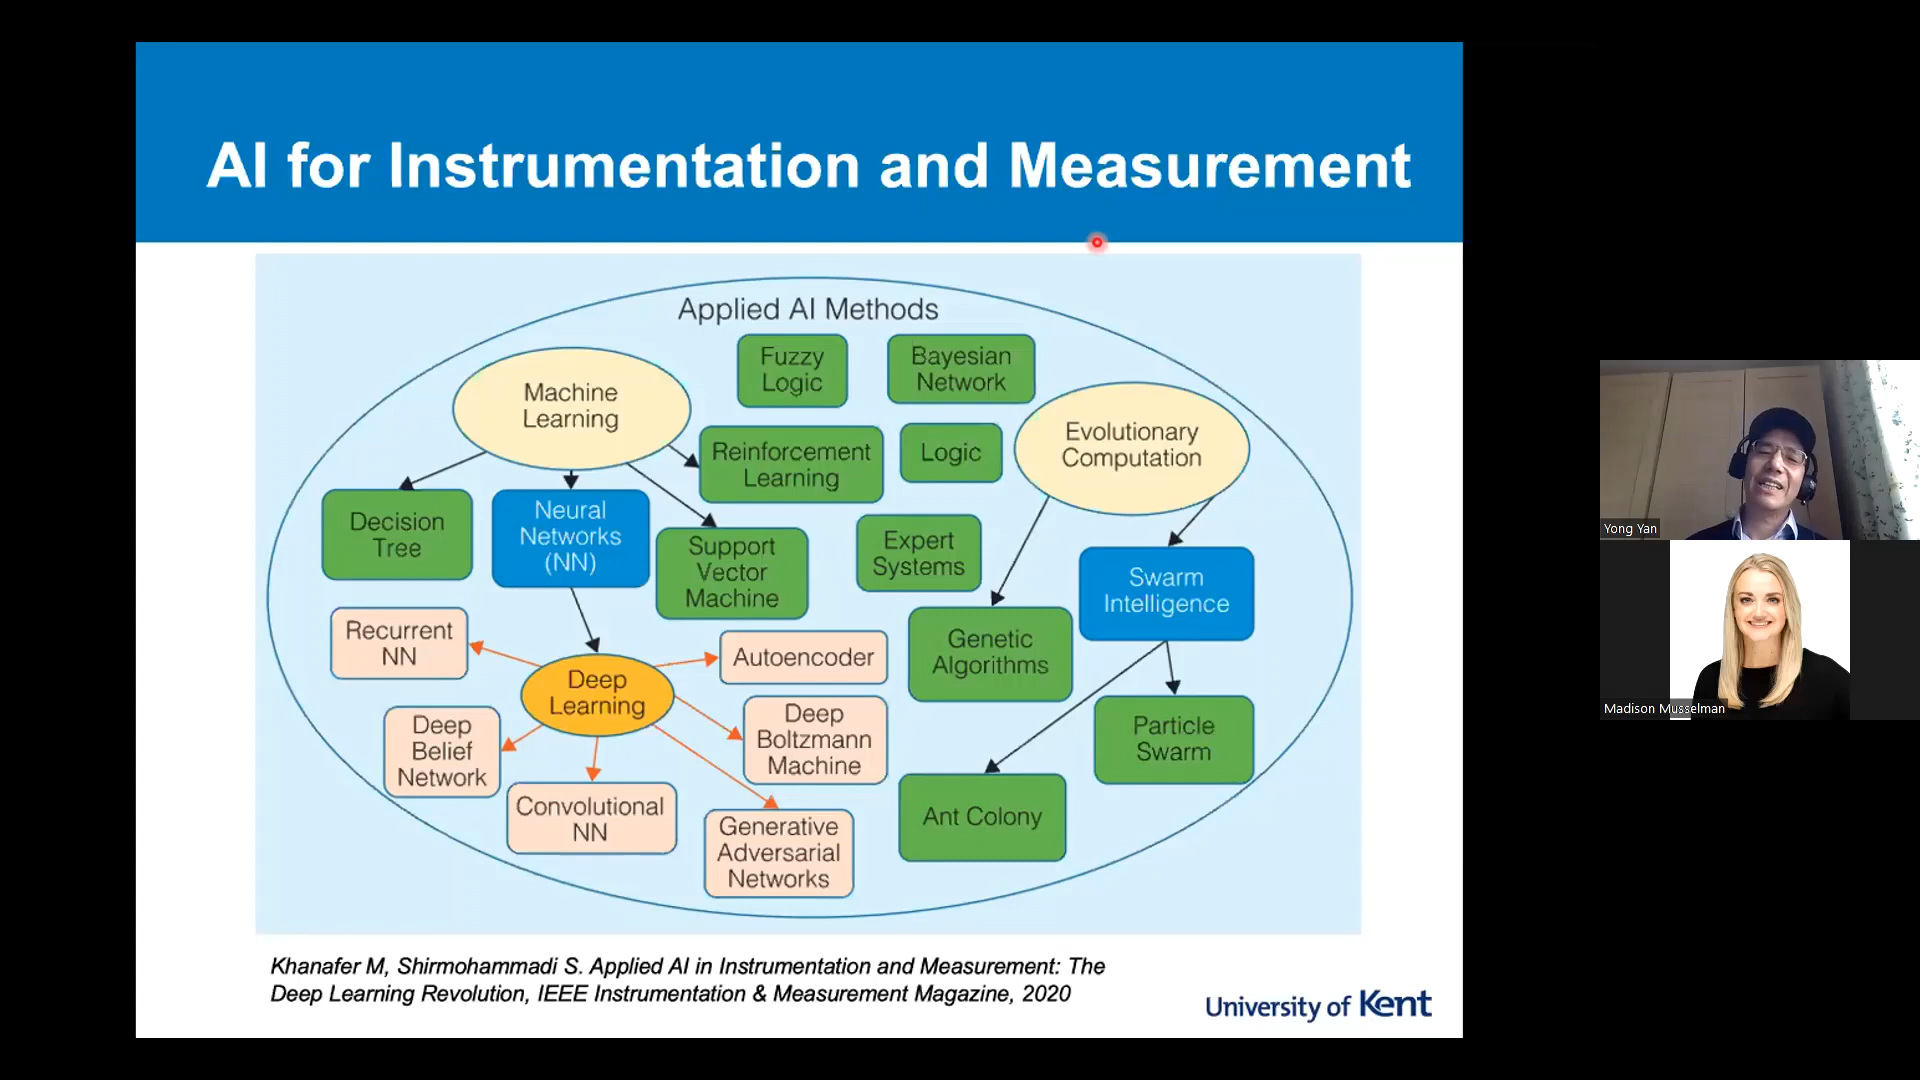 AI for Instrumentation and Measurement
Applied AI Methods
Machine
Learning
Fuzzy
Logic
Bayesian
Network
Evolutionary
Computation
Reinforcement
Learning
Logic
Decision
Tree
Neural
Networks
(NN)
Support
Vector
Machine
Expert
Systems
Swarm
Intelligence
Recurrent
NN
Deep
Learning
Autoencoder
Genetic
Algorithms
Deep
Belief
Network
Deep
Boltzmann
Machine
Particle
Swarm
Convolutional
NN
Generative
Adversarial
Networks
Ant Colony
Khanafer M, Shirmohammadi S. Applied AI in Instrumentation and Measurement: The
Deep Learning Revolution, IEEE Instrumentation & Measurement Magazine, 2020
University of Kent
Yong Yan
Madison Musselman